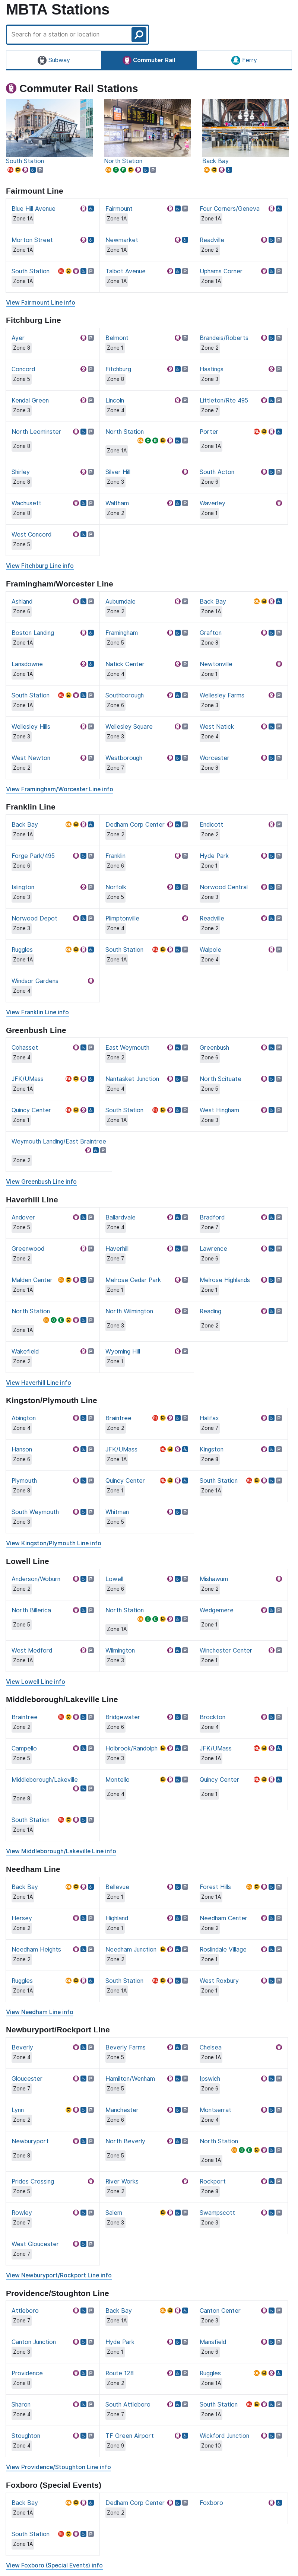 MBTA Stations
Search for a station or location
Subway Commuter Rail Ferry
Commuter Rail Stations
South Station North Station Back Bay
Fairmount Line
Blue Hill Avenue Fairmount Four Corners/Geneva
Zone 1A Zone 1A Zone 1A
Morton Street Newmarket Readville
Zone 1A Zone 1A Zone 2
South Station Talbot Avenue Uphams Corner
Zone 1A Zone 1A Zone 1A
View Fairmount Line info
Fitchburg Line
Ayer Belmont Brandeis/Roberts
Zone 8 Zone 1 Zone 2
Concord Fitchburg Hastings
Zone 5 Zone 8 Zone 3
Kendal Green Lincoln Littleton/Rte 495
Zone 3 Zone 4 Zone 7
North Leominster North Station Porter
Zone 8 Zone 1A Zone 1A
Shirley Silver Hill South Acton
Zone 8 Zone 3 Zone 6
Wachusett Waltham Waverley
Zone 8 Zone 2 Zone 1
West Concord
Zone 5
View Fitchburg Line info
Framingham/Worcester Line
Ashland Auburndale Back Bay
Zone 6 Zone 2 Zone 1A
Boston Landing Framingham Grafton
Zone 1A Zone 5 Zone 8
Lansdowne Natick Center Newtonville
Zone 1A Zone 4 Zone 1
South Station Southborough Wellesley Farms
Zone 1A Zone 6 Zone 3
Wellesley Hills Wellesley Square West Natick
Zone 3 Zone 3 Zone 4
West Newton Westborough Worcester
Zone 2 Zone 7 Zone 8
View Framingham/Worcester Line info
Franklin Line
Back Bay Dedham Corp Center Endicott
Zone 1A Zone 2 Zone 2
Forge Park/495 Franklin Hyde Park
Zone 6 Zone 6 Zone 1
Islington Norfolk Norwood Central
Zone 3 Zone 5 Zone 3
Norwood Depot Plimptonville Readville
Zone 3 Zone 4 Zone 2
Ruggles South Station Walpole
Zone 1A Zone 1A Zone 4
Windsor Gardens
Zone 4
View Franklin Line info
Greenbush Line
Cohasset East Weymouth Greenbush
Zone 4 Zone 2 Zone 6
JFK/UMass Nantasket Junction North Scituate
Zone 1A Zone 4 Zone 5
Quincy Center South Station West Hingham
Zone 1 Zone 1A Zone 3
Weymouth Landing/East Braintree
Zone 2
View Greenbush Line info
Haverhill Line
Andover Ballardvale Bradford
Zone 5 Zone 4 Zone 7
Greenwood Haverhill Lawrence
Zone 2 Zone 7 Zone 6
Malden Center Melrose Cedar Park Melrose Highlands
Zone 1A Zone 1 Zone 1
North Station North Wilmington Reading
Zone 1A Zone 3 Zone 2
Wakefield Wyoming Hill
Zone 2 Zone 1
View Haverhill Line info
Kingston/Plymouth Line
Abington Braintree Halifax
Zone 4 Zone 2 Zone 7
Hanson JFK/UMass Kingston
Zone 6 Zone 1A Zone 8
Plymouth Quincy Center South Station
Zone 8 Zone 1 Zone 1A
South Weymouth Whitman
Zone 3 Zone 5
View Kingston/Plymouth Line info
Lowell Line
Anderson/Woburn Lowell Mishawum
Zone 2 Zone 6 Zone 2
North Billerica North Station Wedgemere
Zone 5 Zone 1A Zone 1
West Medford Wilmington Winchester Center
Zone 1A Zone 3 Zone 1
View Lowell Line info
Middleborough/Lakeville Line
Braintree Bridgewater Brockton
Zone 2 Zone 6 Zone 4
Campello Holbrook/Randolph JFK/UMass
Zone 5 Zone 3 Zone 1A
Middleborough/Lakeville Montello Quincy Center
Zone 8 Zone 4 Zone 1
South Station
Zone 1A
View Middleborough/Lakeville Line info
Needham Line
Back Bay Bellevue Forest Hills
Zone 1A Zone 1 Zone 1A
Hersey Highland Needham Center
Zone 2 Zone 1 Zone 2
Needham Heights Needham Junction Roslindale Village
Zone 2 Zone 2 Zone 1
Ruggles South Station West Roxbury
Zone 1A Zone 1A Zone 1
View Needham Line info
Newburyport/Rockport Line
Beverly Beverly Farms Chelsea
Zone 4 Zone 5 Zone 1A
Gloucester Hamilton/Wenham Ipswich
Zone 7 Zone 5 Zone 6
Lynn Manchester Montserrat
Zone 2 Zone 6 Zone 4
Newburyport North Beverly North Station
Zone 8 Zone 5 Zone 1A
Prides Crossing River Works Rockport
Zone 5 Zone 2 Zone 8
Rowley Salem Swampscott
Zone 7 Zone 3 Zone 3
West Gloucester
Zone 7
View Newburyport/Rockport Line info
Providence/Stoughton Line
Attleboro Back Bay Canton Center
Zone 7 Zone 1A Zone 3
Canton Junction Hyde Park Mansfield
Zone 3 Zone 1 Zone 6
Providence Route 128 Ruggles
Zone 8 Zone 2 Zone 1A
Sharon South Attleboro South Station
Zone 4 Zone 7 Zone 1A
Stoughton TF Green Airport Wickford Junction
Zone 4 Zone 9 Zone 10
View Providence/Stoughton Line info
Foxboro (Special Events)
Back Bay Dedham Corp Center Foxboro
Zone 1A Zone 2
South Station
Zone 1A
View Foxboro (Special Events) info